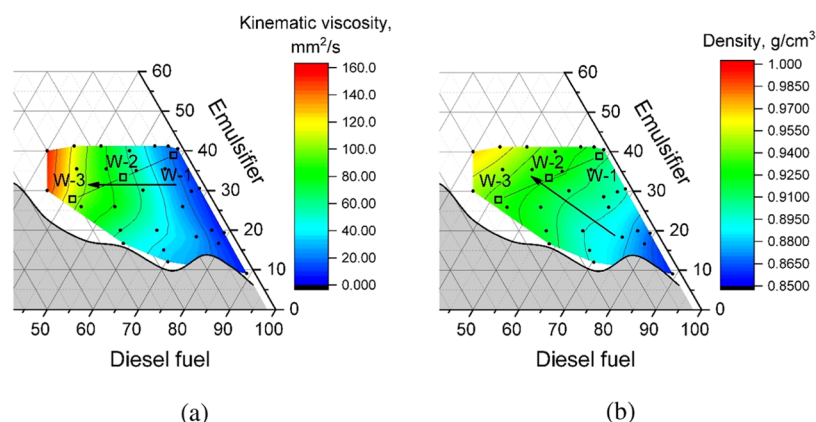 Kinematic viscosity,
mm²/s
160.0
140.0
120.0
100.0
80.00
60.00
40.00
20.00
0.000
60
50
40
30
20
10
0
Emulsifier
W-2
W-1
W-3
50 60 70 80 90 100
Diesel fuel
(a)
Density, g/cm³
1.000
0.9850
0.9700
0.9550
0.9400
0.9250
0.9100
0.8950
0.8800
0.8650
0.8500
60
50
40
30
20
10
0
Emulsifier
W-2
W-1
W-3
50 60 70 80 90 100
Diesel fuel
(b)